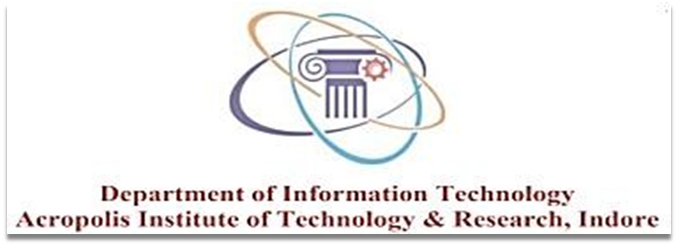 Department of Information Technology
Acropolis Institute of Technology & Research, Indore